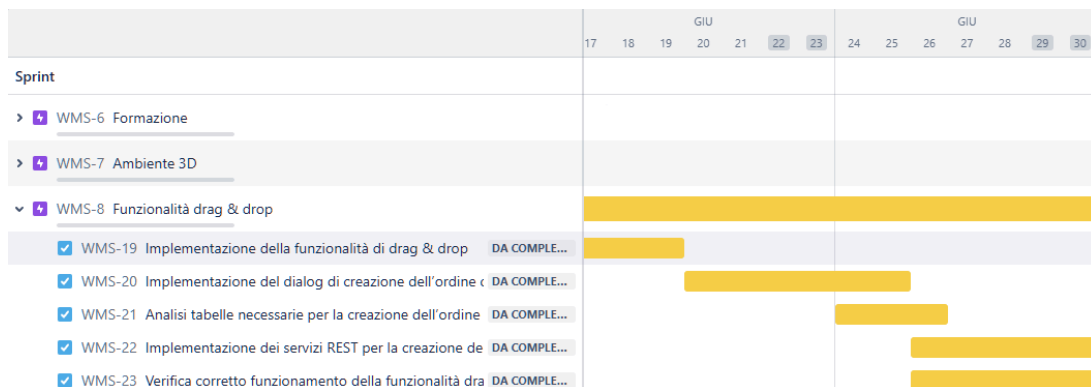 GIU GIU
17 18 19 20 21 22 23 24 25 26 27 28 29 30
Sprint
WMS-6 Formazione
WMS-7 Ambiente 3D
WMS-8 Funzionalità drag & drop
WMS-19 Implementazione della funzionalità di drag & drop DA COMPLE...
WMS-20 Implementazione del dialog di creazione dell'ordine DA COMPLE...
WMS-21 Analisi tabelle necessarie per la creazione dell'ordine DA COMPLE...
WMS-22 Implementazione dei servizi REST per la creazione de DA COMPLE...
WMS-23 Verifica corretto funzionamento della funzionalità dra DA COMPLE...